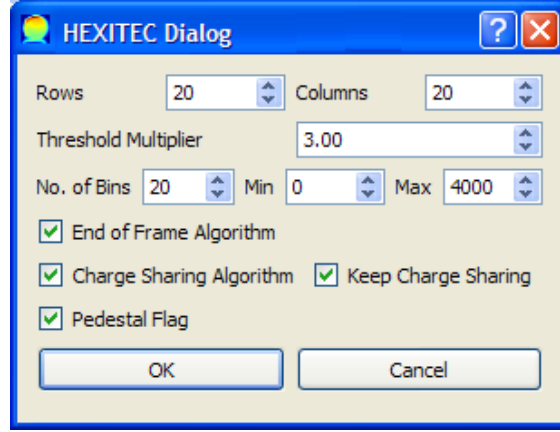 HEXITEC Dialog ?
Rows 20 Columns 20
Threshold Multiplier 3.00
No. of Bins 20 Min 0 Max 4000
End of Frame Algorithm
Charge Sharing Algorithm Keep Charge Sharing
Pedestal Flag
OK Cancel